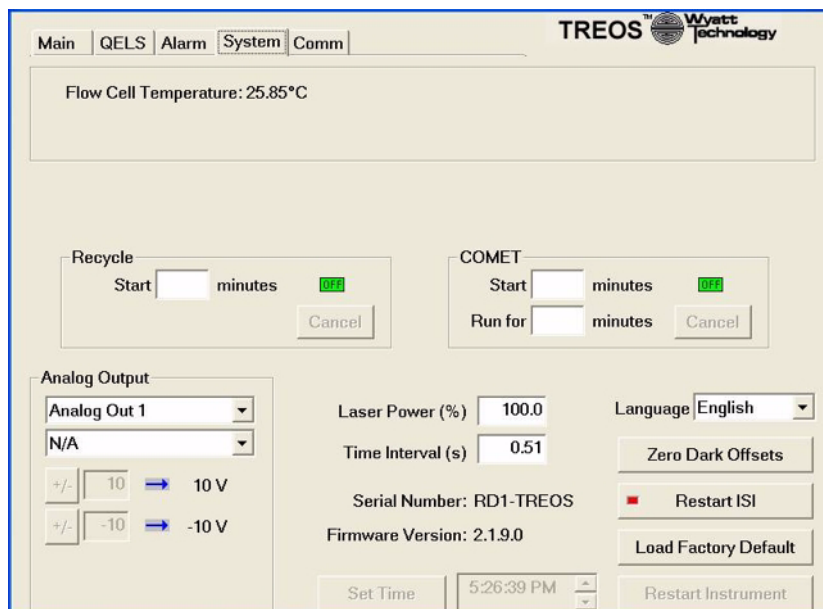 Main QELS Alarm System Comm
TREOS™ Wyatt Technology
Flow Cell Temperature: 25.85°C
Recycle
Start minutes OFF
Cancel
COMET
Start minutes OFF
Run for minutes Cancel
Analog Output
Analog Out 1
N/A
+/- 10 10 V
+/- -10 -10 V
Laser Power (%) 100.0
Time Interval (s) 0.51
Serial Number: RD1-TREOS
Firmware Version: 2.1.9.0
Set Time 5:26:39 PM
Language English
Zero Dark Offsets
Restart ISI
Load Factory Default
Restart Instrument